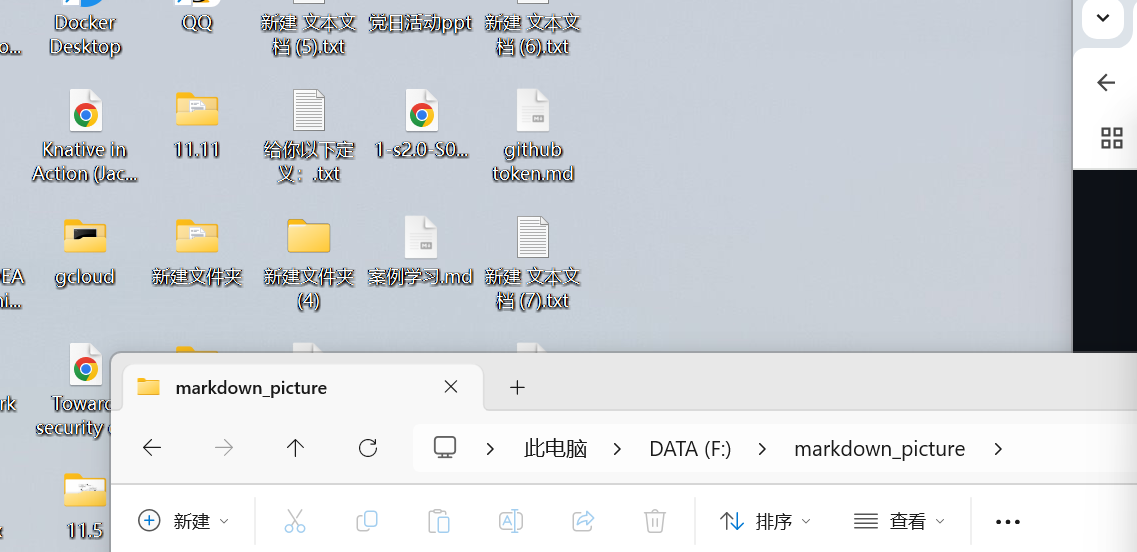 Docker
Desktop
QQ
新建 文本文
档 (5).txt
党日活动ppt
新建 文本文
档 (6).txt
Knative in
Action (Jac...
11.11
给你以下定
义：.txt
1-s2.0-S0...
github
token.md
gcloud
新建文件夹
新建文件夹
(4)
案例学习.md
新建 文本文
档 (7).txt
security
11.5
markdown_picture
此电脑
DATA (F:)
markdown_picture
新建
排序
查看